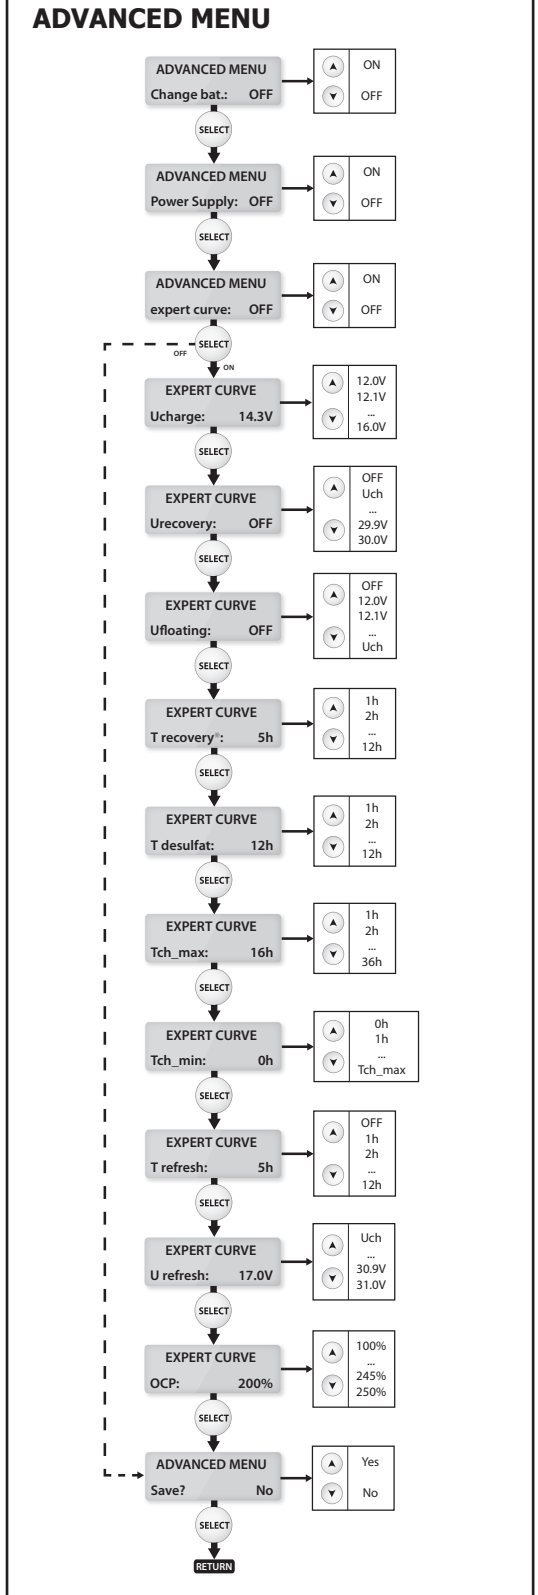 ADVANCED MENU
ADVANCED MENU
Change bat.: OFF
ON
OFF
SELECT
ADVANCED MENU
Power Supply: OFF
ON
OFF
SELECT
ADVANCED MENU
expert curve: OFF
ON
OFF
SELECT
OFF
ON
EXPERT CURVE
Ucharge: 14.3V
12.0V
12.1V
...
16.0V
SELECT
EXPERT CURVE
Urecovery: OFF
OFF
Uch
...
29.9V
30.0V
SELECT
EXPERT CURVE
Ufloating: OFF
OFF
12.0V
12.1V
...
Uch
SELECT
EXPERT CURVE
T recovery*: 5h
1h
2h
...
12h
SELECT
EXPERT CURVE
T desulfat: 12h
1h
2h
...
12h
SELECT
EXPERT CURVE
Tch_max: 16h
1h
2h
...
36h
SELECT
EXPERT CURVE
Tch_min: 0h
0h
1h
...
Tch_max
SELECT
EXPERT CURVE
T refresh: 5h
OFF
1h
2h
...
12h
SELECT
EXPERT CURVE
U refresh: 17.0V
Uch
...
30.9V
31.0V
SELECT
EXPERT CURVE
OCP: 200%
100%
...
245%
250%
SELECT
ADVANCED MENU
Save? No
Yes
No
SELECT
RETURN